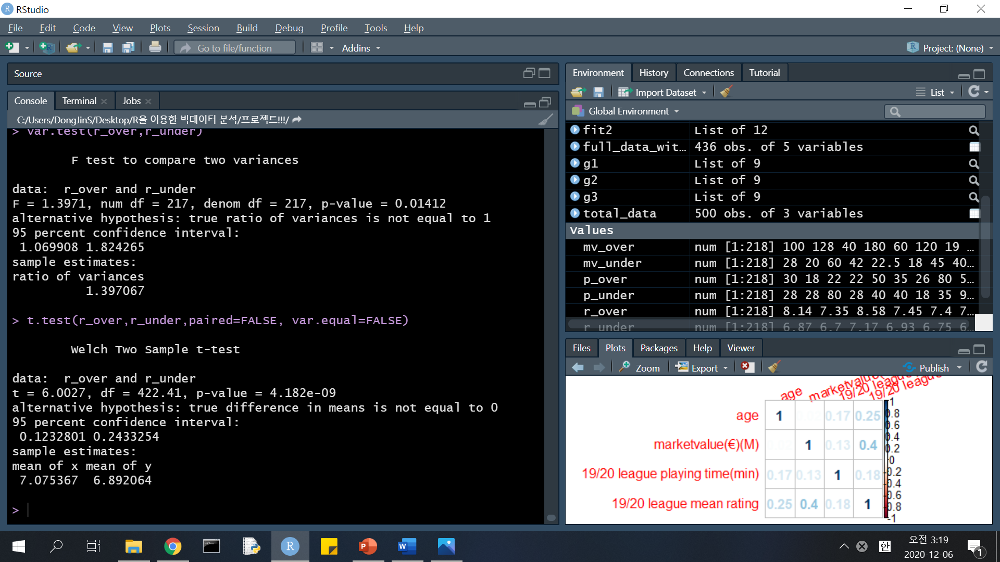 RStudio
File Edit Code View Plots Session Build Debug Profile Tools Help
Go to file/function Addins Project: (None)
Source
Console Terminal Jobs
C:/Users/DongJinS/Desktop/R을 이용한 빅데이터 분석/프로젝트!!!/
> var.test(r_over,r_under)
F test to compare two variances
data: r_over and r_under
F = 1.3971, num df = 217, denom df = 217, p-value = 0.01412
alternative hypothesis: true ratio of variances is not equal to 1
95 percent confidence interval:
1.069908 1.824265
sample estimates:
ratio of variances
1.397067
> t.test(r_over,r_under,paired=FALSE, var.equal=FALSE)
Welch Two Sample t-test
data: r_over and r_under
t = 6.0027, df = 422.41, p-value = 4.182e-09
alternative hypothesis: true difference in means is not equal to 0
95 percent confidence interval:
0.1232801 0.2433254
sample estimates:
mean of x mean of y
7.075367 6.892064
>
Environment History Connections Tutorial
Import Dataset List
Global Environment
fit2 List of 12
full_data_wit... 436 obs. of 5 variables
g1 List of 9
g2 List of 9
g3 List of 9
total_data 500 obs. of 3 variables
Values
mv_over num [1:218] 100 128 40 180 60 120 19 ...
mv_under num [1:218] 28 20 60 42 22.5 18 45 40...
p_over num [1:218] 30 18 22 22 50 35 26 80 5...
p_under num [1:218] 28 28 80 28 40 40 18 35 9...
r_over num [1:218] 8.14 7.35 8.58 7.45 7.4 7...
r_under num [1:218] 6.87 6.7 7.17 6.93 6.75 6...
Files Plots Packages Help Viewer
Zoom Export Publish
age marketvalue( 19/20 league 19/20 league
age 1 0.02 0.17 0.25
marketvalue(€)(M) 0.02 1 0.13 0.4
19/20 league playing time(min) 0.17 0.13 1 0.18
19/20 league mean rating 0.25 0.4 0.18 1
1
0.8
0.6
0.4
0.2
0
-0.2
-0.4
-0.6
-0.8
-1
한
오전 3:19
2020-12-06
1